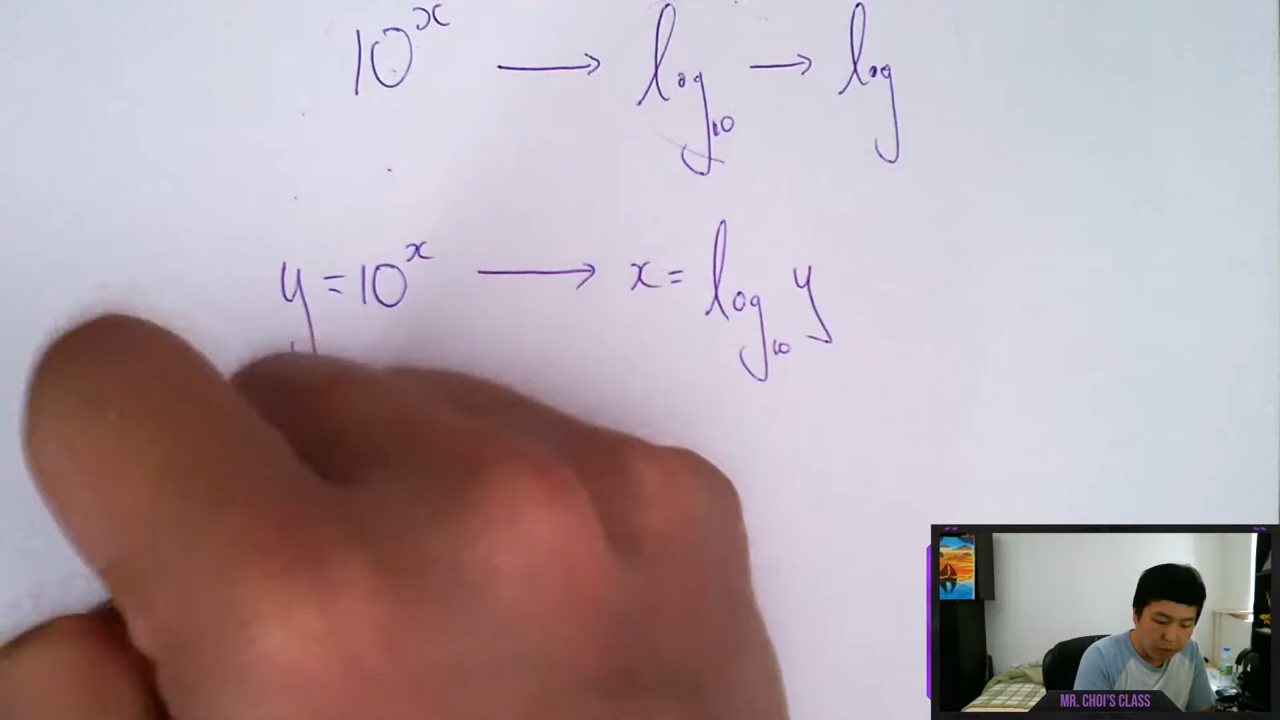 10^x → log_10 → log
y = 10^x → x = log_10 y
MR. CHOI'S CLASS